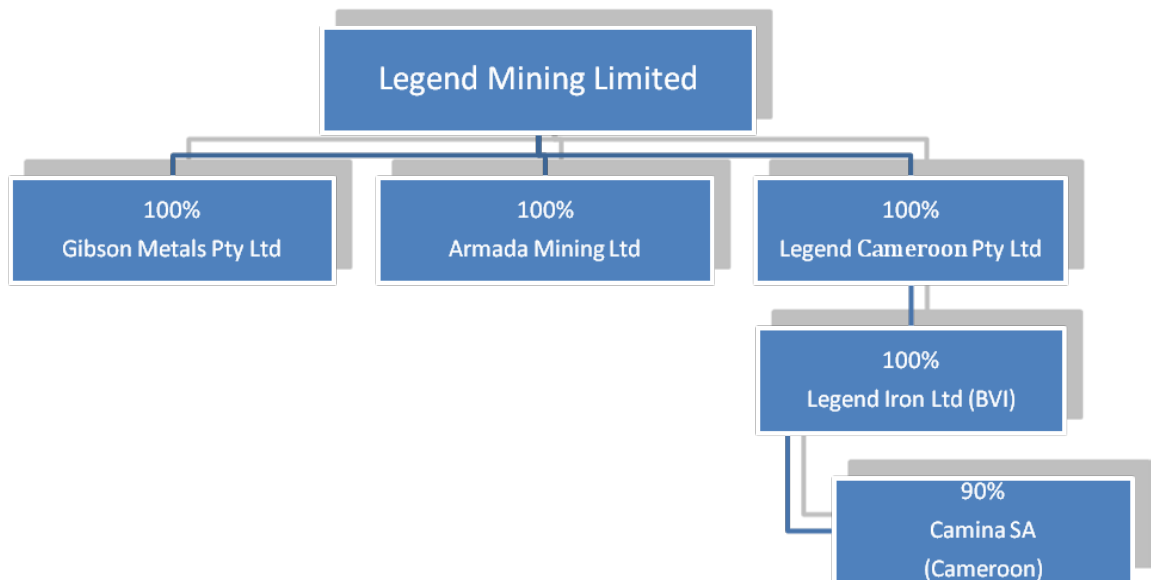 Legend Mining Limited
100%
Gibson Metals Pty Ltd
100%
Armada Mining Ltd
100%
Legend Cameroon Pty Ltd
100%
Legend Iron Ltd (BVI)
90%
Camina SA
(Cameroon)